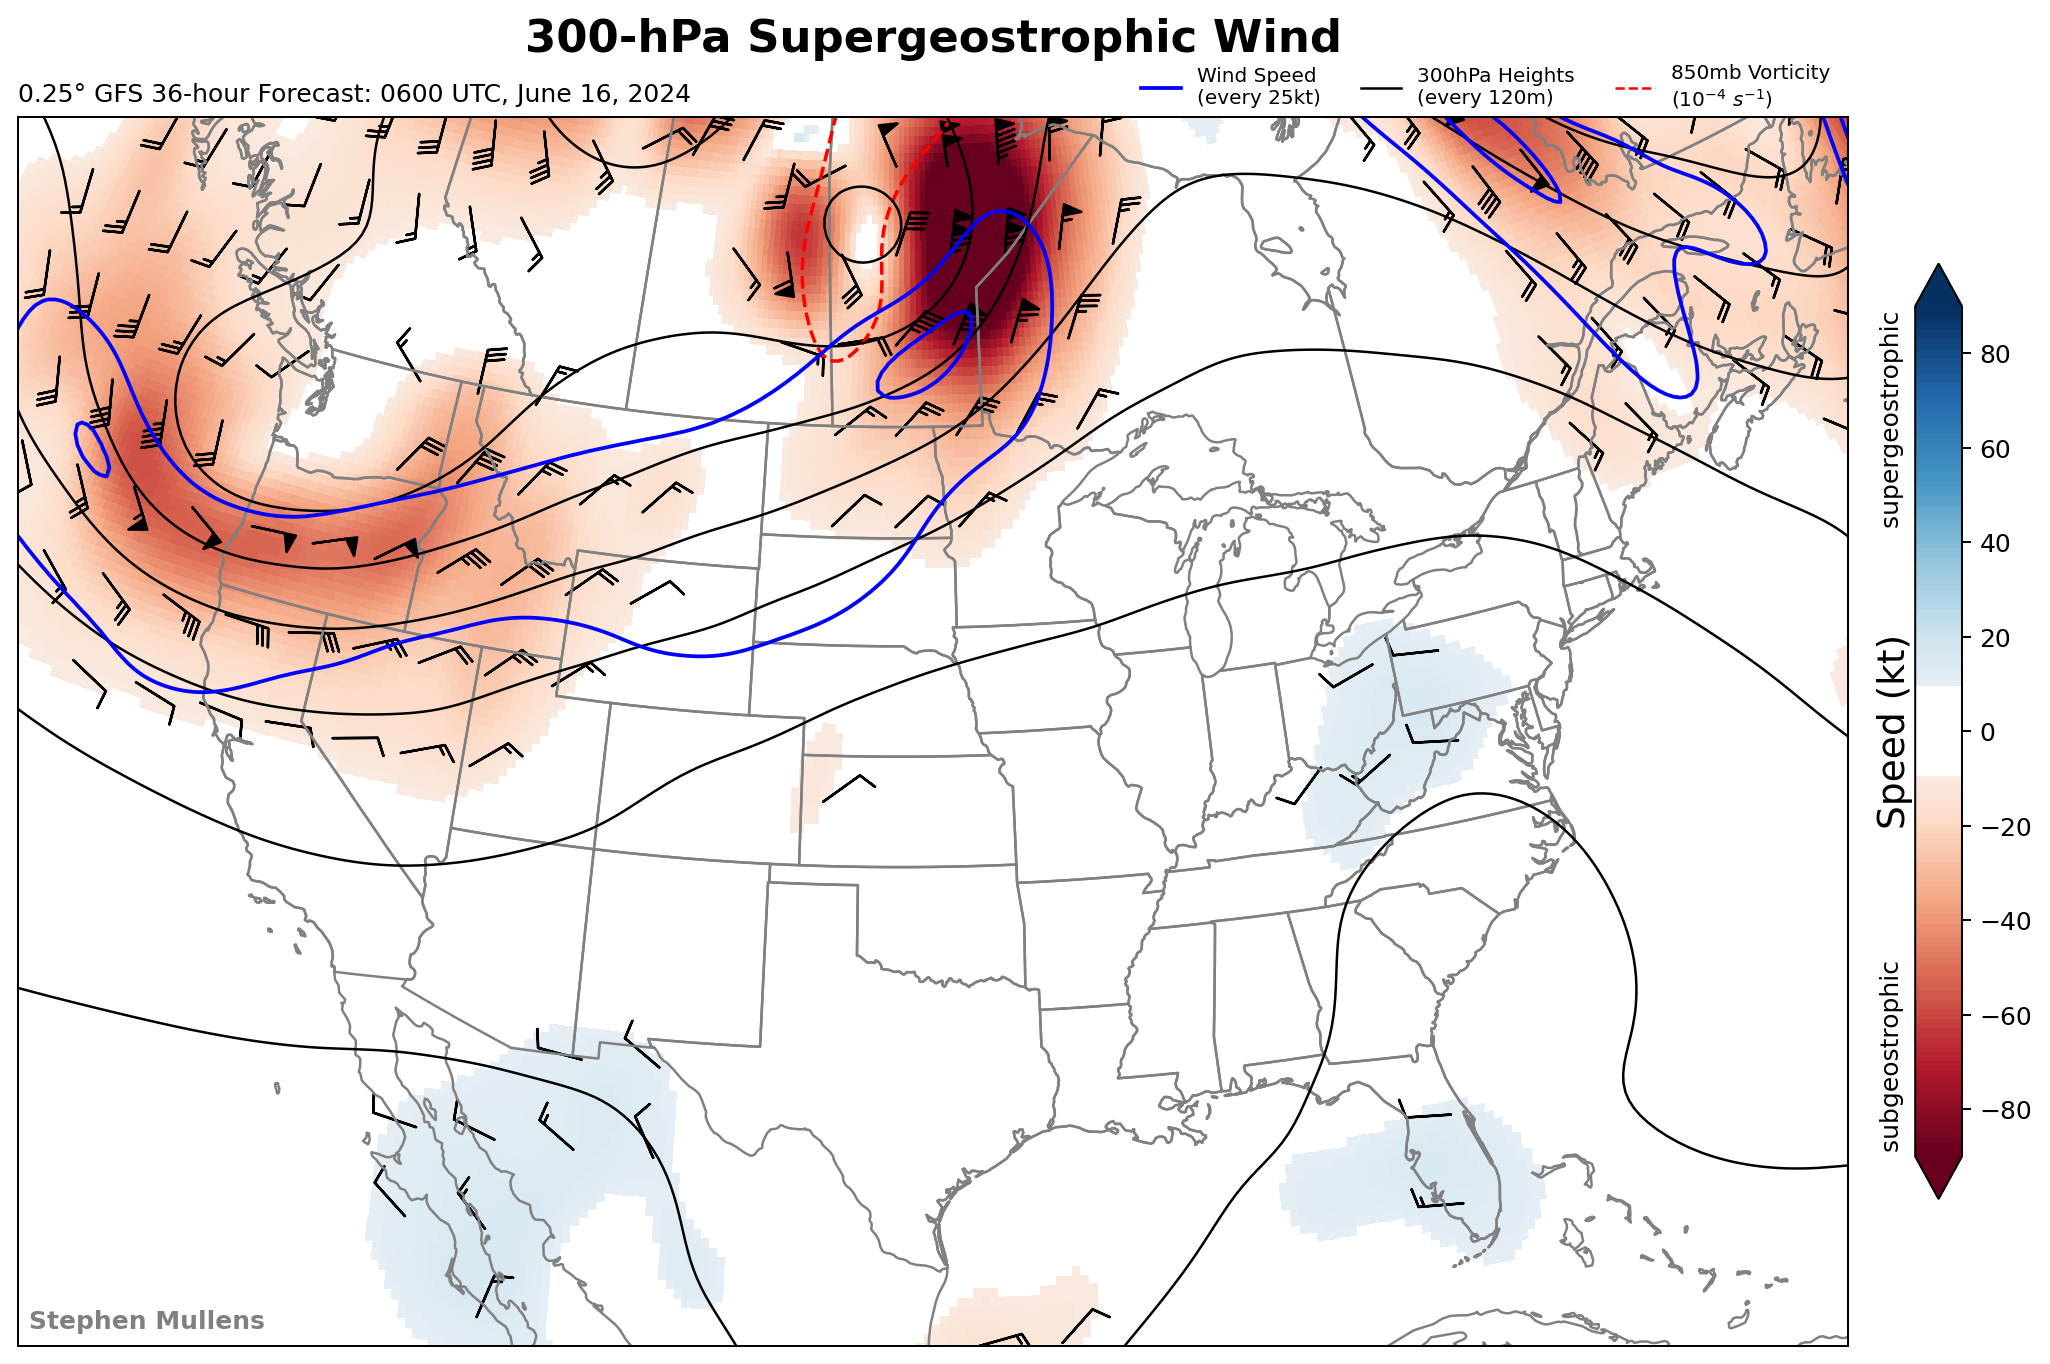 300-hPa Supergeostrophic Wind
0.25° GFS 36-hour Forecast: 0600 UTC, June 16, 2024
Wind Speed
(every 25kt)
300hPa Heights
(every 120m)
850mb Vorticity
(10⁻⁴ s⁻¹)
supergeostrophic
Speed (kt)
subgeostrophic
80
60
40
20
0
−20
−40
−60
−80
Stephen Mullens